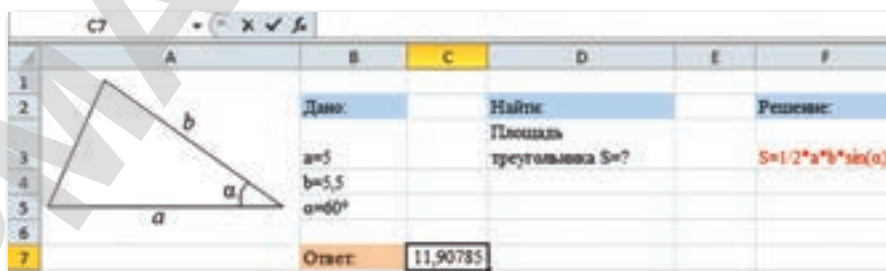 C7 fx
A B C D E F
1
2 Дано: Найти: Решение:
Площадь
3 a=5 треугольника S=? S=1/2*a*b*sin(α)
4 b=5,5
5 α=60°
6
7 Ответ: 11,90785
b
α
a